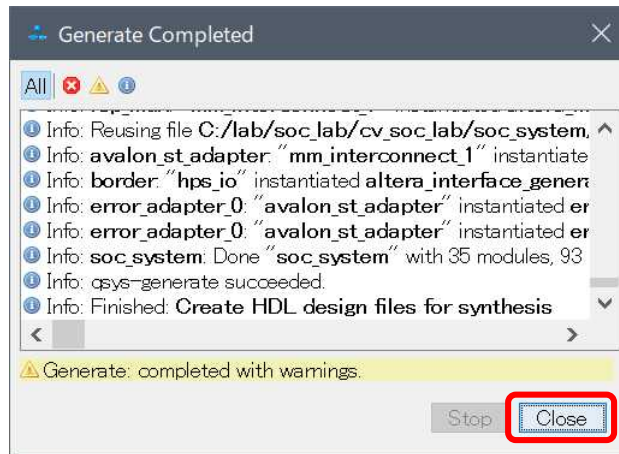 Generate Completed
All
Info: Reusing file C:/lab/soc_lab/cv_soc_lab/soc_system,
Info: avalon_st_adapter: "mm_interconnect_1" instantiate
Info: border: "hps_io" instantiated altera_interface_genera
Info: error_adapter_0: "avalon_st_adapter" instantiated er
Info: error_adapter_0: "avalon_st_adapter" instantiated er
Info: soc_system: Done "soc_system" with 35 modules, 93
Info: qsys-generate succeeded.
Info: Finished: Create HDL design files for synthesis
Generate: completed with warnings.
Stop Close